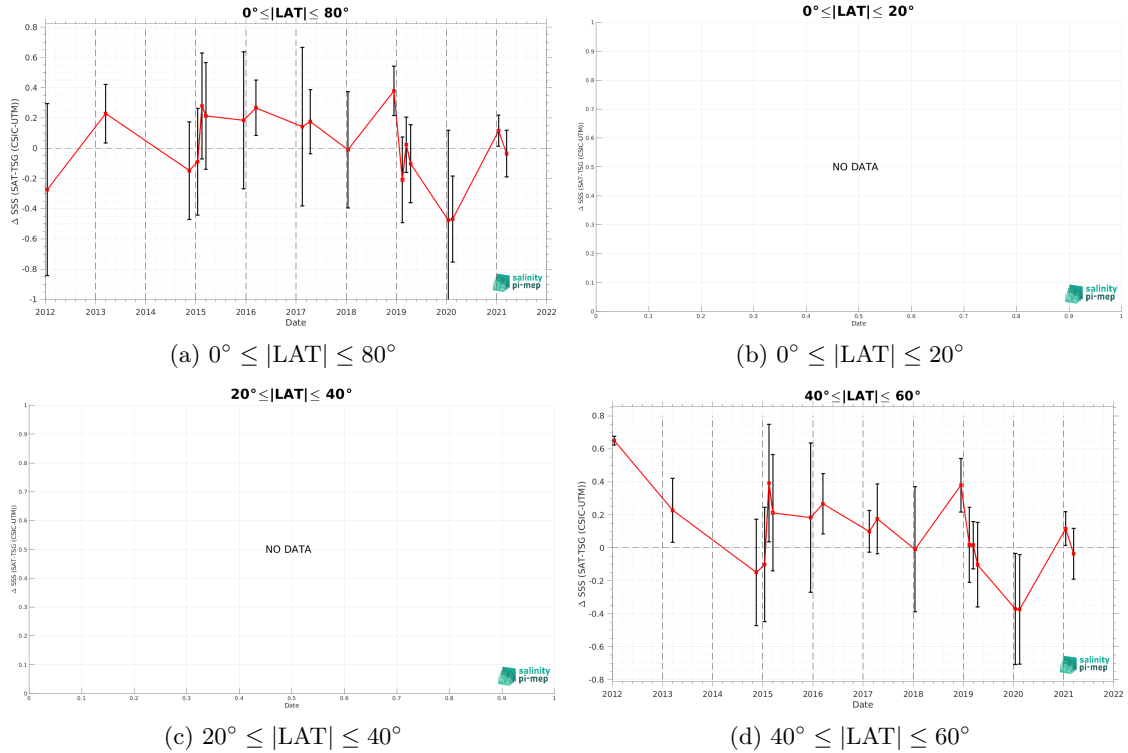 0°≤|LAT|≤ 80°
0.8
0.6
0.4
0.2
0
-0.2
-0.4
-0.6
-0.8
-1
Δ SSS (SAT-TSG (CSIC-UTM))
salinity
pi-mep
2012 2013 2014 2015 2016 2017 2018 2019 2020 2021 2022
Date
(a) 0° ≤ |LAT| ≤ 80°
0°≤|LAT|≤ 20°
1
0.9
0.8
0.7
0.6
0.5
0.4
0.3
0.2
0.1
0
Δ SSS (SAT-TSG (CSIC-UTM))
NO DATA
salinity
pi-mep
0 0.1 0.2 0.3 0.4 0.5 0.6 0.7 0.8 0.9 1
Date
(b) 0° ≤ |LAT| ≤ 20°
20°≤|LAT|≤ 40°
1
0.9
0.8
0.7
0.6
0.5
0.4
0.3
0.2
0.1
0
Δ SSS (SAT-TSG (CSIC-UTM))
NO DATA
salinity
pi-mep
0 0.1 0.2 0.3 0.4 0.5 0.6 0.7 0.8 0.9 1
Date
(c) 20° ≤ |LAT| ≤ 40°
40°≤|LAT|≤ 60°
0.8
0.6
0.4
0.2
0
-0.2
-0.4
-0.6
-0.8
Δ SSS (SAT-TSG (CSIC-UTM))
salinity
pi-mep
2012 2013 2014 2015 2016 2017 2018 2019 2020 2021 2022
Date
(d) 40° ≤ |LAT| ≤ 60°